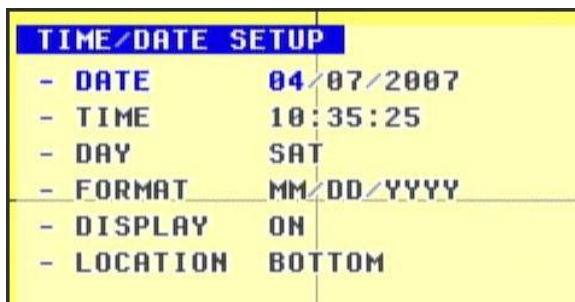 TIME/DATE SETUP
- DATE 04/07/2007
- TIME 10:35:25
- DAY SAT
- FORMAT MM/DD/YYYY
- DISPLAY ON
- LOCATION BOTTOM